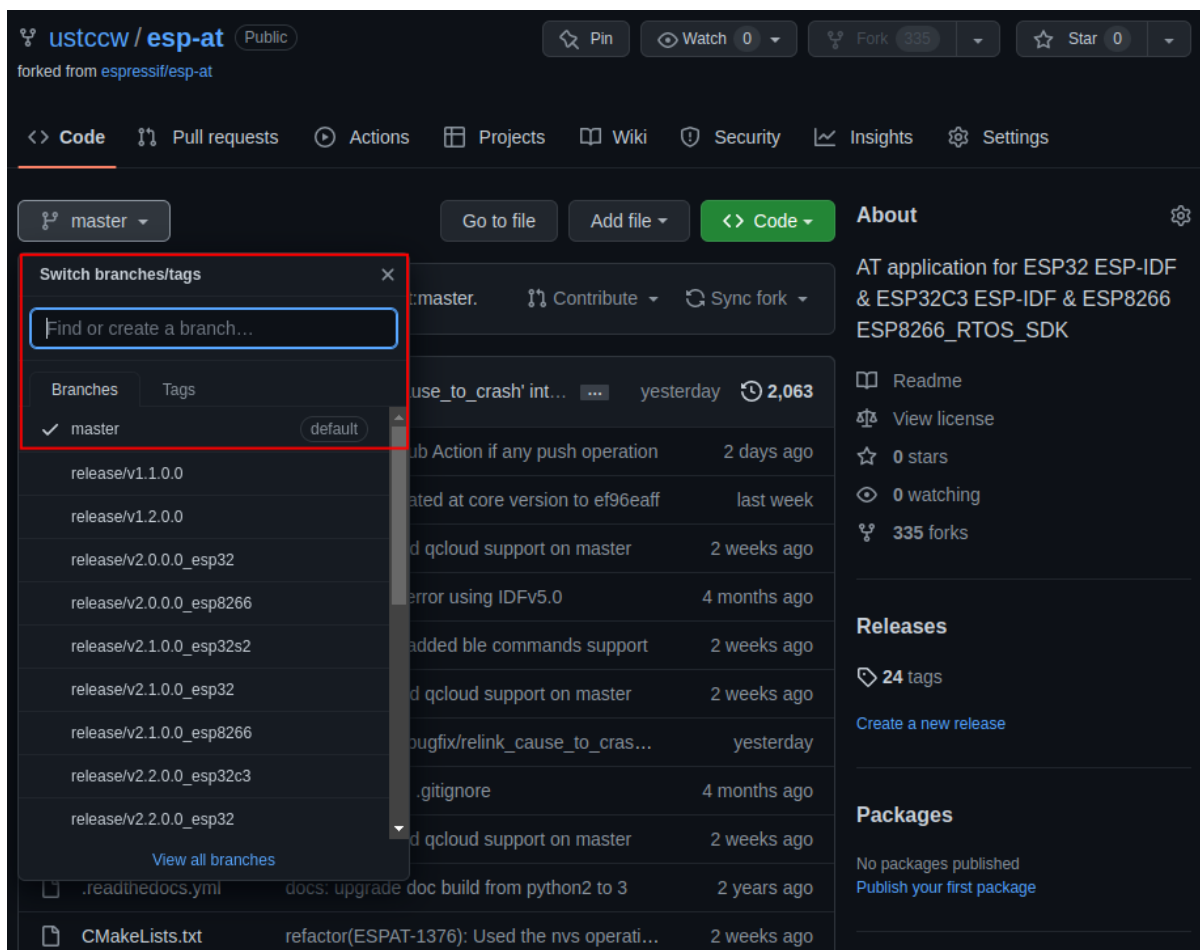 ustccw / esp-at Public
Pin
Watch 0
Fork 335
Star 0
forked from espressif/esp-at
Code
Pull requests
Actions
Projects
Wiki
Security
Insights
Settings
master
Go to file
Add file
Code
Switch branches/tags
Find or create a branch…
Branches
Tags
master default
release/v1.1.0.0
release/v1.2.0.0
release/v2.0.0.0_esp32
release/v2.0.0.0_esp8266
release/v2.1.0.0_esp32s2
release/v2.1.0.0_esp32
release/v2.1.0.0_esp8266
release/v2.2.0.0_esp32c3
release/v2.2.0.0_esp32
View all branches
t:master.
Contribute
Sync fork
use_to_crash' int… ... yesterday 2,063
ub Action if any push operation 2 days ago
ated at core version to ef96eaff last week
d qcloud support on master 2 weeks ago
error using IDFv5.0 4 months ago
added ble commands support 2 weeks ago
d qcloud support on master 2 weeks ago
bugfix/relink_cause_to_cras… yesterday
.gitignore 4 months ago
d qcloud support on master 2 weeks ago
.readthedocs.yml docs: upgrade doc build from python2 to 3 2 years ago
CMakeLists.txt refactor(ESPAT-1376): Used the nvs operati… 2 weeks ago
About
AT application for ESP32 ESP-IDF
& ESP32C3 ESP-IDF & ESP8266
ESP8266_RTOS_SDK
Readme
View license
0 stars
0 watching
335 forks
Releases
24 tags
Create a new release
Packages
No packages published
Publish your first package